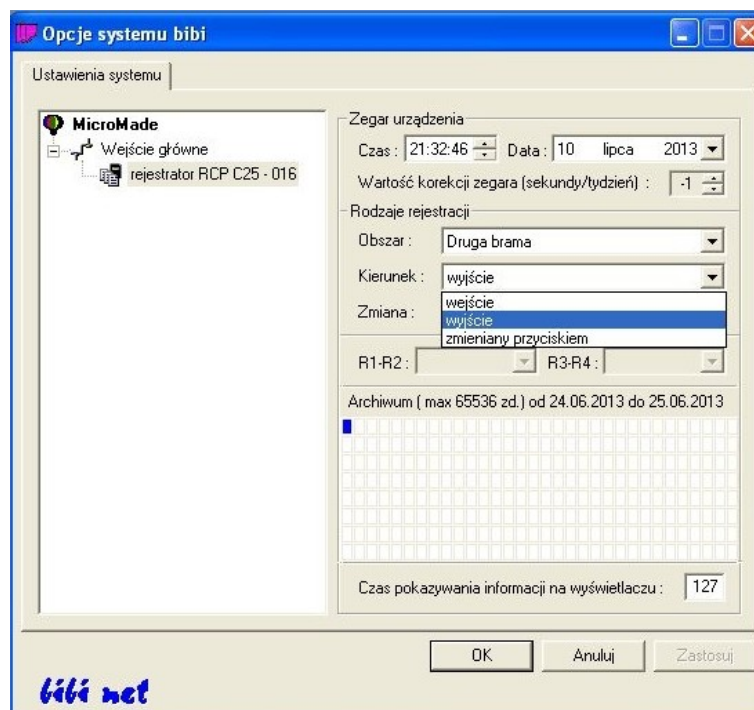 Opcje systemu bibi
Ustawienia systemu
MicroMade
Wejście główne
rejestrator RCP C25 - 016
Zegar urządzenia
Czas : 21:32:46 Data : 10 lipca 2013
Wartość korekcji zegara (sekundy/tydzień) : -1
Rodzaje rejestracji
Obszar : Druga brama
Kierunek : wyjście
wejście
Zmiana : wyjście
zmieniany przyciskiem
R1-R2 : R3-R4 :
Archiwum ( max 65536 zd.) od 24.06.2013 do 25.06.2013
Czas pokazywania informacji na wyświetlaczu : 127
OK Anuluj Zastosuj
bibi net